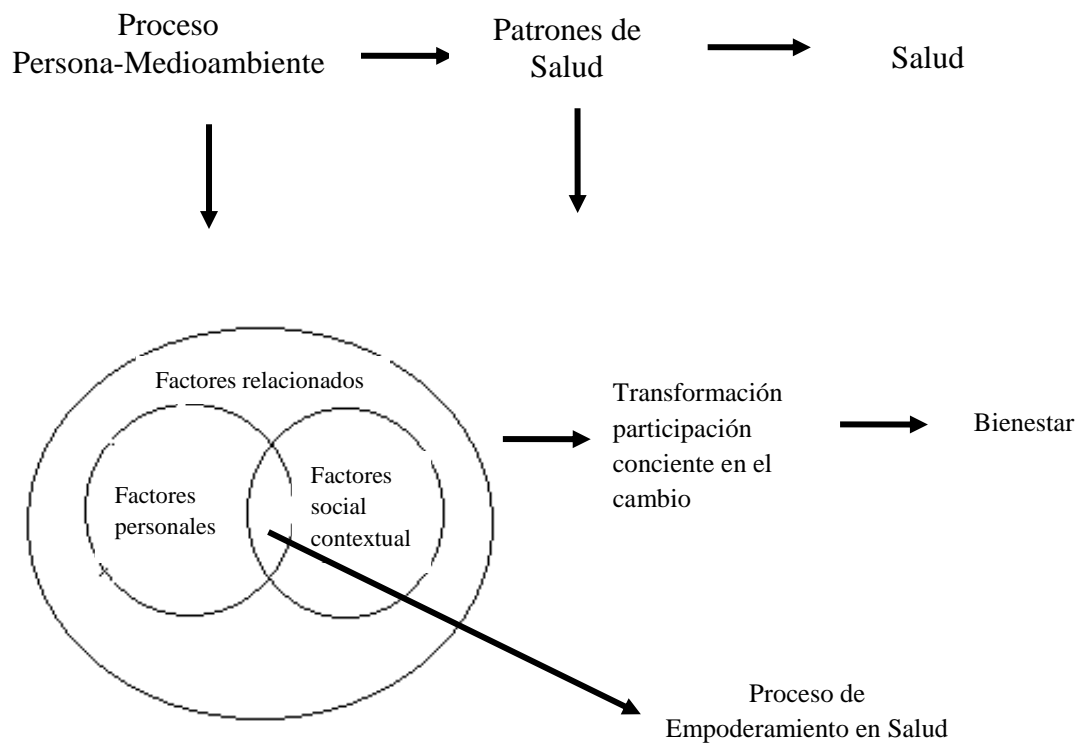 Proceso
Persona-Medioambiente
Patrones de
Salud
Salud
Factores relacionados
Factores
personales
Factores
social
contextual
Transformación
participación
conciente en el
cambio
Bienestar
Proceso de
Empoderamiento en Salud